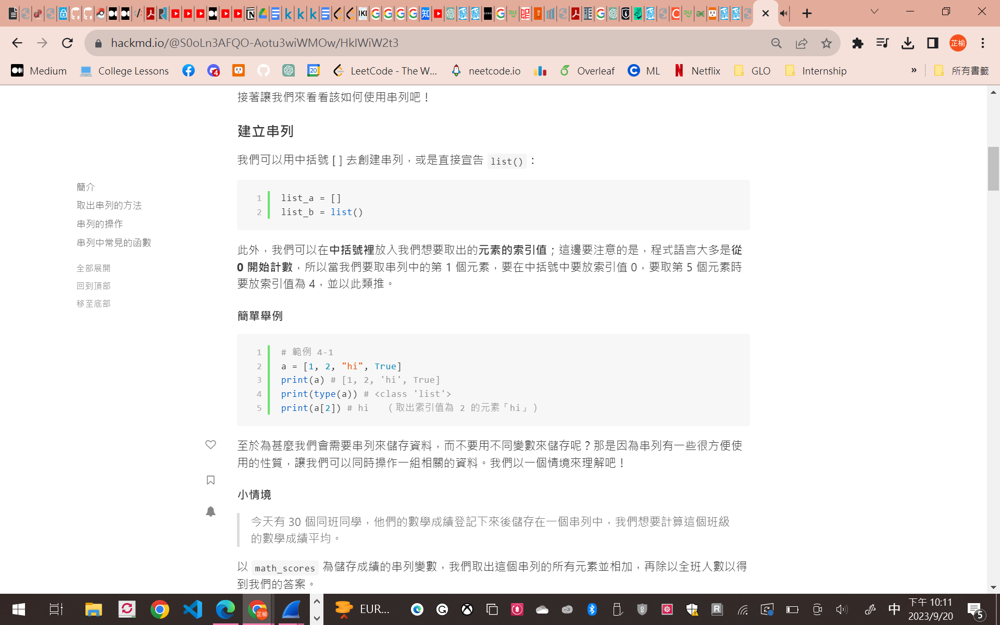 hackmd.io/@S0oLn3AFQO-Aotu3wiWMOw/HkIWiW2t3
正榆
Medium
College Lessons
4
20
LeetCode - The W...
neetcode.io
Overleaf
ML
Netflix
GLO
Internship
»
所有書籤
接著讓我們來看看該如何使用串列吧！
建立串列
我們可以用中括號 [ ] 去創建串列，或是直接宣告 list()：
1 list_a = []
2 list_b = list()
簡介
取出串列的方法
串列的操作
串列中常見的函數
全部展開
回到頂部
移至底部
此外，我們可以在中括號裡放入我們想要取出的元素的索引值；這邊要注意的是，程式語言大多是從
0 開始計數，所以當我們要取串列中的第 1 個元素，要在中括號中要放索引值 0，要取第 5 個元素時
要放索引值為 4，並以此類推。
簡單舉例
1 # 範例 4-1
2 a = [1, 2, "hi", True]
3 print(a) # [1, 2, 'hi', True]
4 print(type(a)) # <class 'list'>
5 print(a[2]) # hi （取出索引值為 2 的元素「hi」）
至於為甚麼我們會需要串列來儲存資料，而不要用不同變數來儲存呢？那是因為串列有一些很方便使
用的性質，讓我們可以同時操作一組相關的資料。我們以一個情境來理解吧！
小情境
今天有 30 個同班同學，他們的數學成績登記下來後儲存在一個串列中，我們想要計算這個班級
的數學成績平均。
以 math_scores 為儲存成績的串列變數，我們取出這個串列的所有元素並相加，再除以全班人數以得
到我們的答案。
EUR...
中
下午 10:11
2023/9/20
5